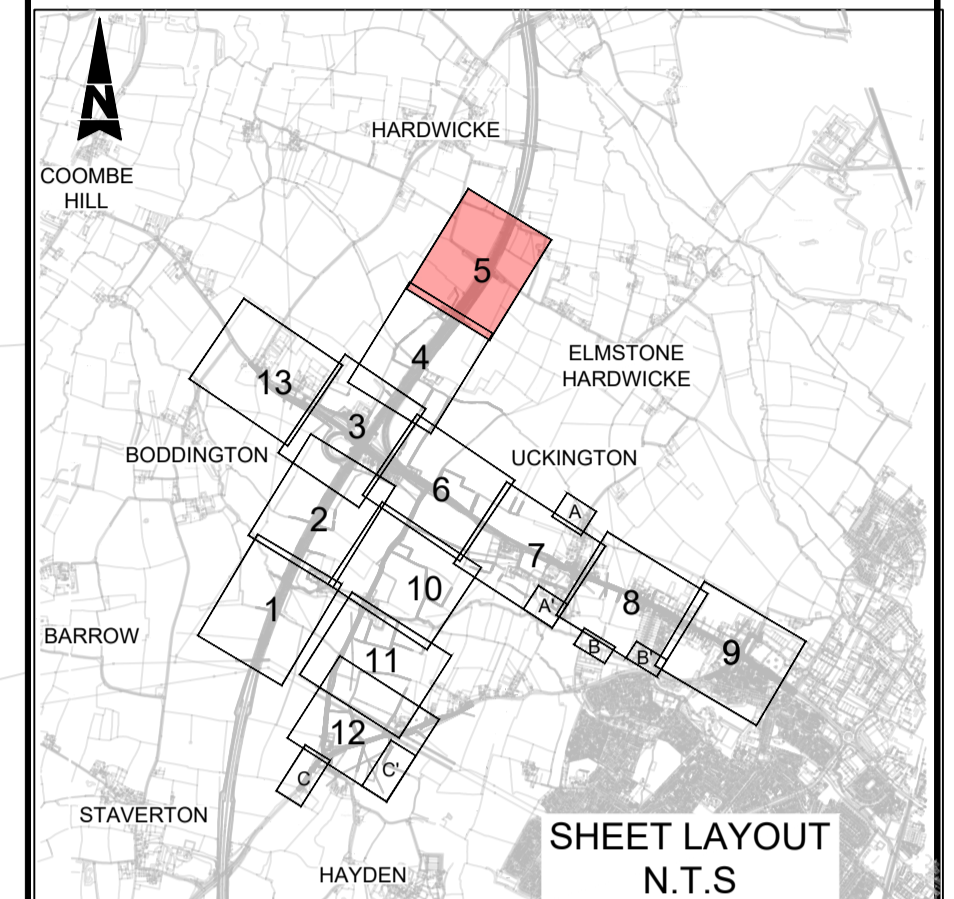 N
HARDWICKE
COOMBE
HILL
5
ELMSTONE
HARDWICKE
4
13
3
BODDINGTON
UCKINGTON
6
A
2
7
10
8
A'
1
BARROW
B
B'
9
11
12
C
C'
STAVERTON
SHEET LAYOUT
N.T.S
HAYDEN